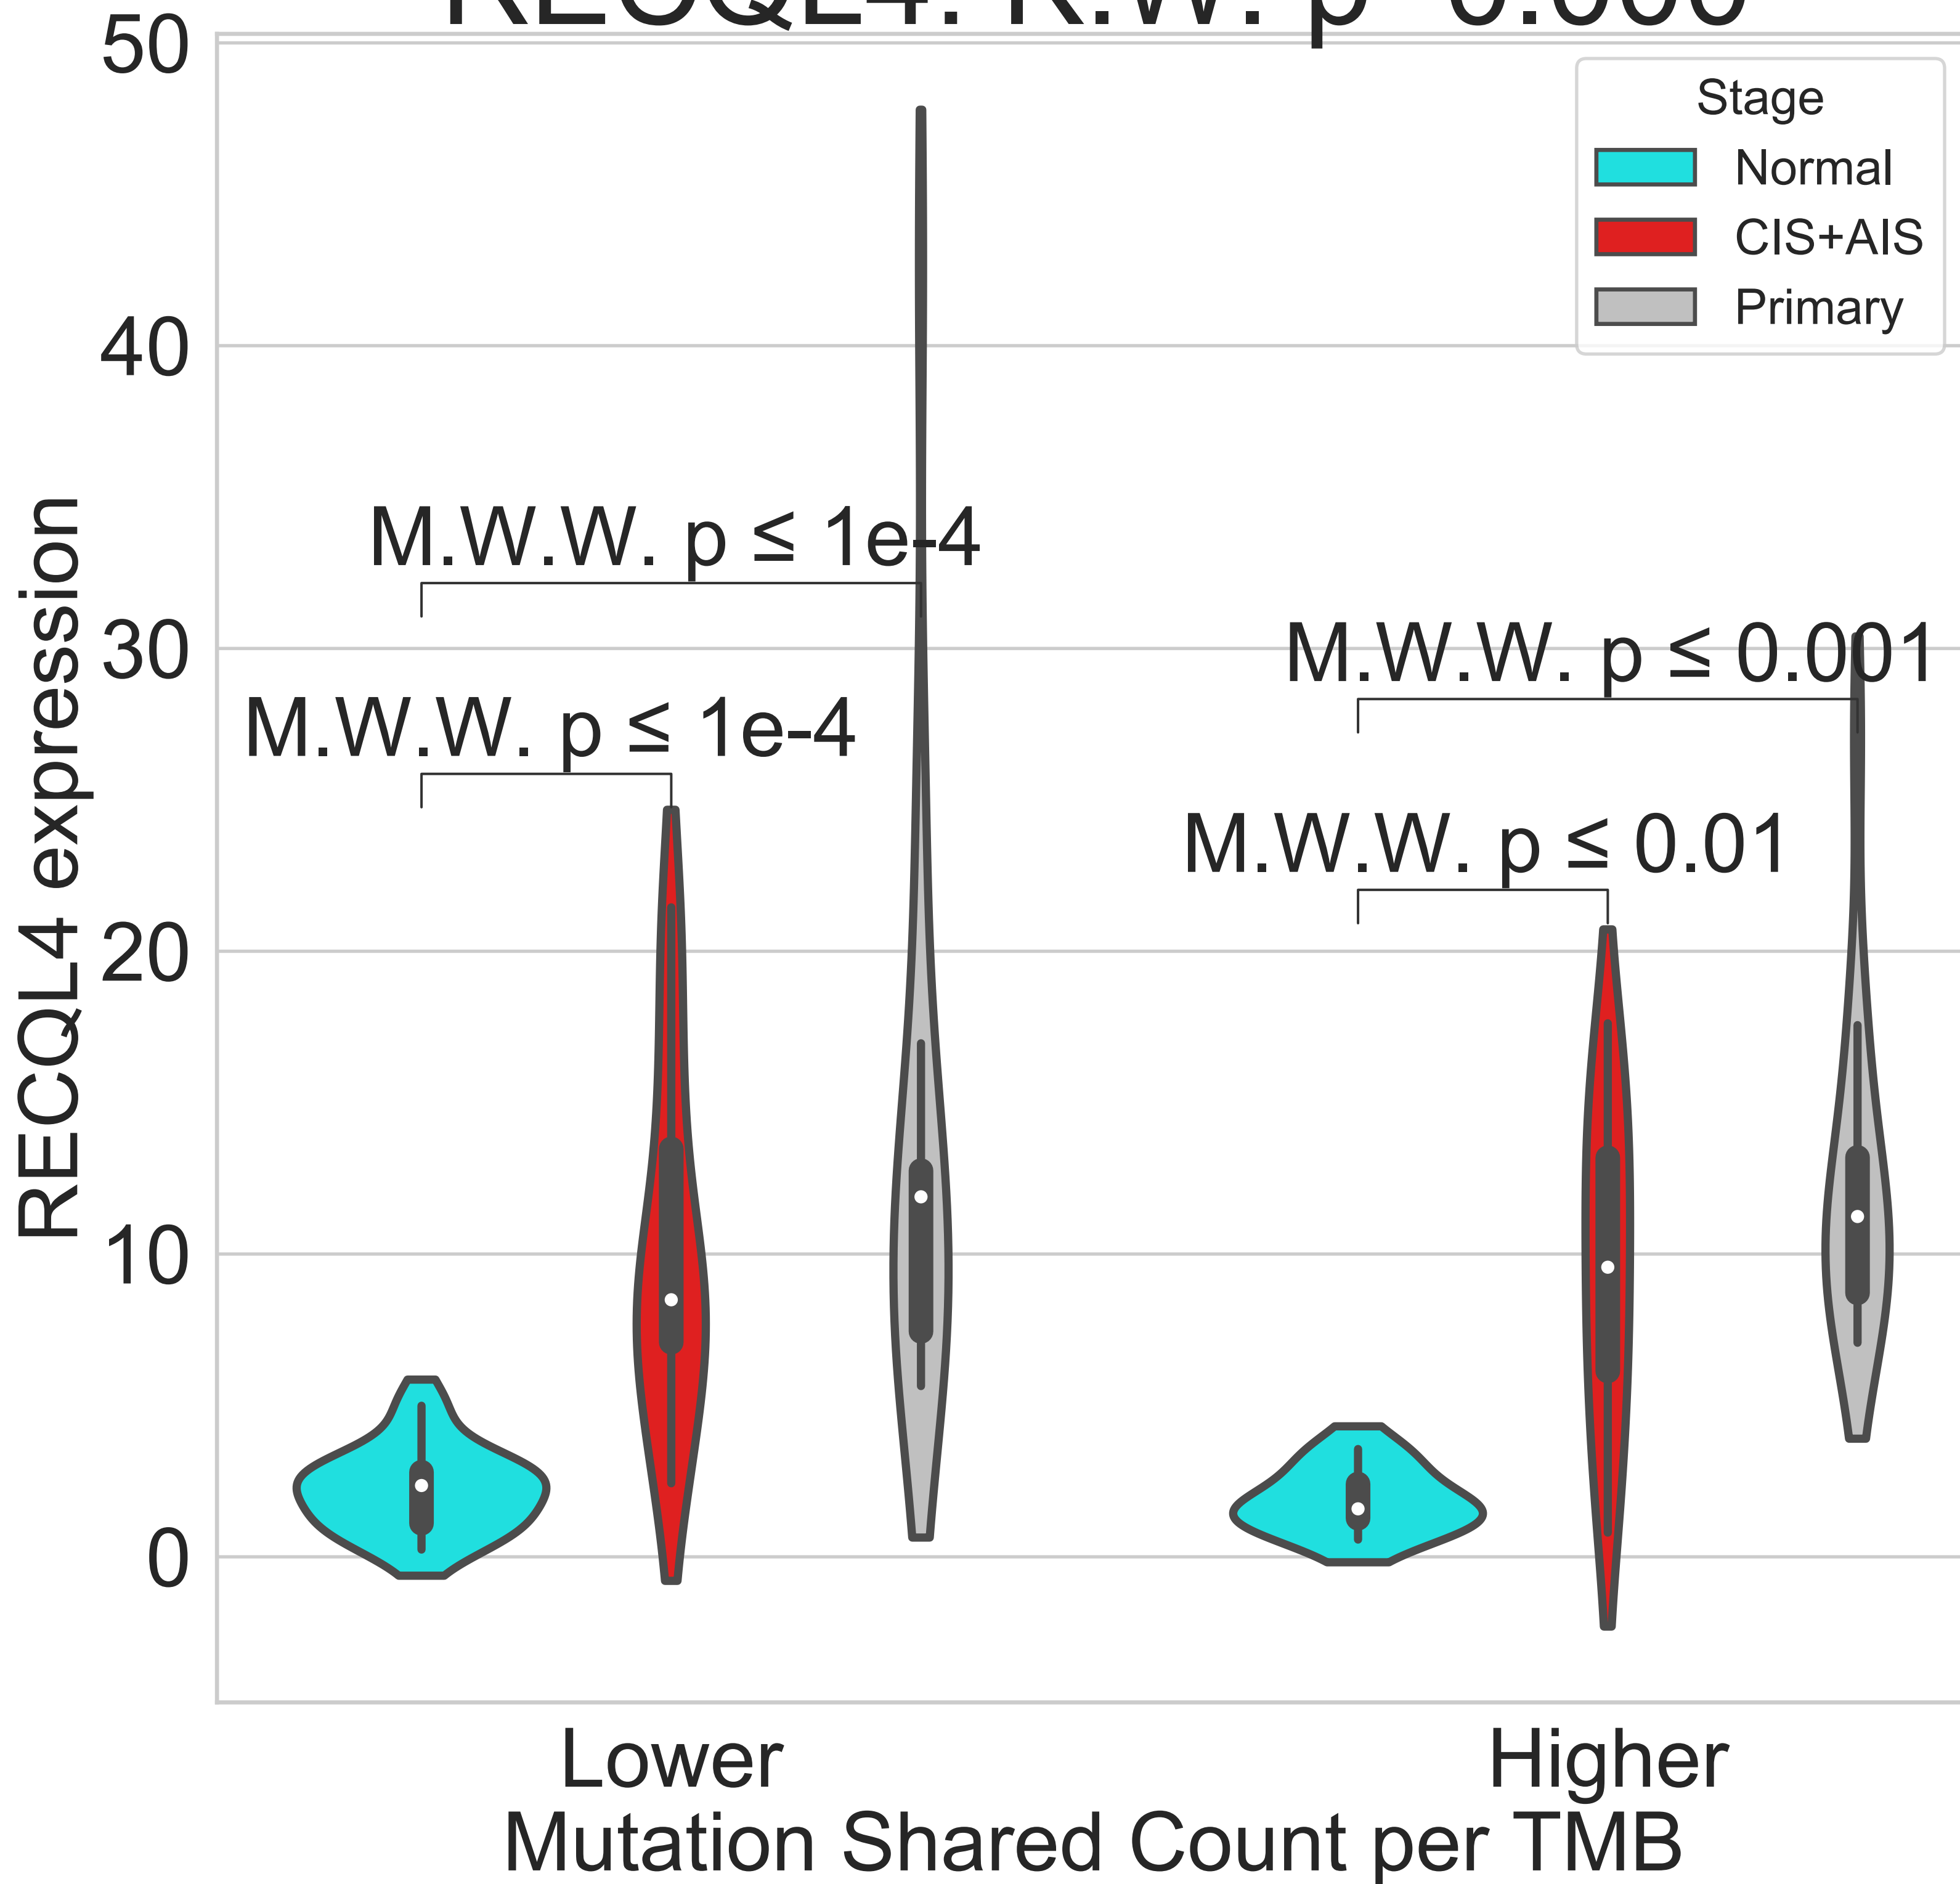 RECQL4: K.W. p
50
40
30
20
10
0
RECQL4 expression
Stage
Normal
CIS+AIS
Primary
M.W.W. p ≤ 1e-4
M.W.W. p ≤ 1e-4
M.W.W. p ≤ 0.001
M.W.W. p ≤ 0.01
Lower
Higher
Mutation Shared Count per TMB